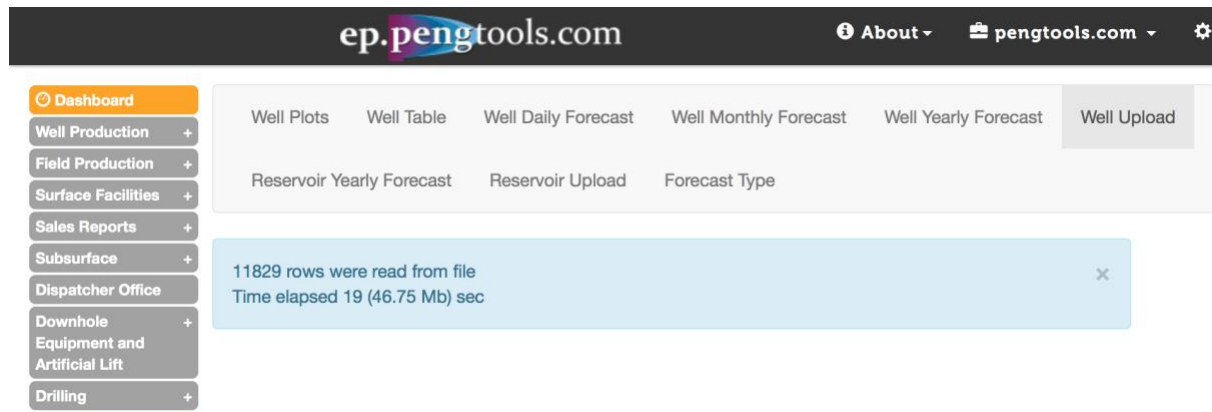 ep.pengtools.com
About
pengtools.com
Dashboard
Well Production +
Field Production +
Surface Facilities +
Sales Reports +
Subsurface +
Dispatcher Office
Downhole +
Equipment and
Artificial Lift
Drilling +
Well Plots Well Table Well Daily Forecast Well Monthly Forecast Well Yearly Forecast Well Upload
Reservoir Yearly Forecast Reservoir Upload Forecast Type
11829 rows were read from file ×
Time elapsed 19 (46.75 Mb) sec